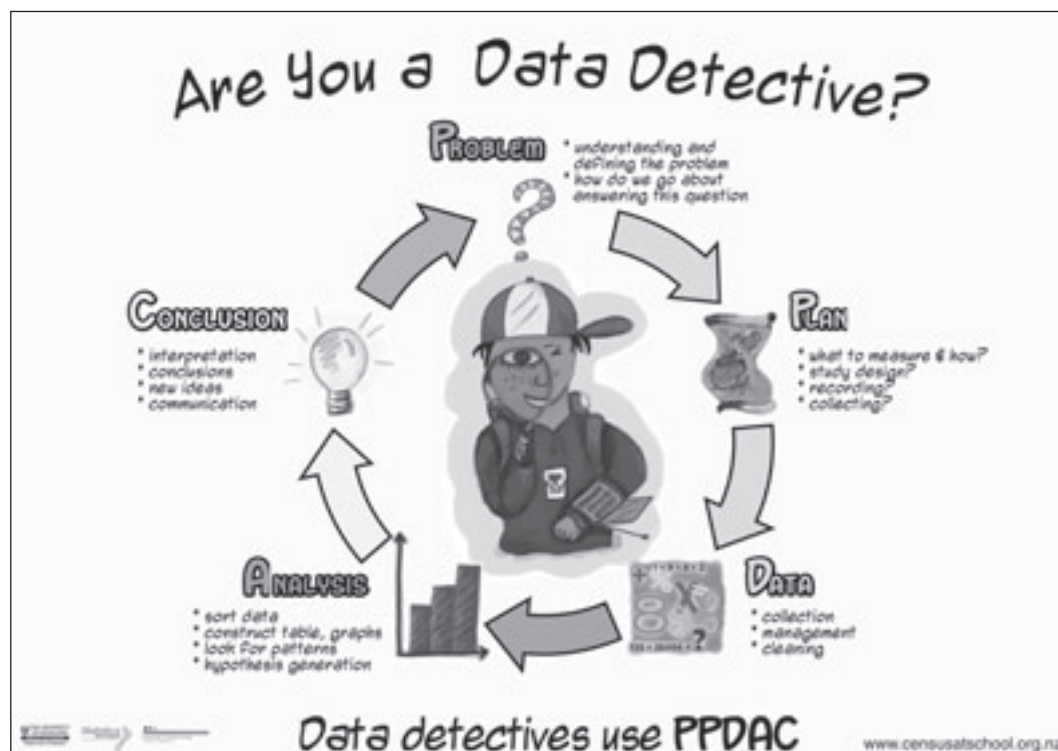 Are You a Data Detective?
PROBLEM
* understanding and
defining the problem
* how do we go about
answering this question
PLAN
* what to measure & how?
* study design?
* recording?
* collecting?
DATA
* collection
* management
* cleaning
ANALYSIS
* sort data
* construct table, graphs
* look for patterns
* hypothesis generation
CONCLUSION
* interpretation
* conclusions
* new ideas
* communication
Data detectives use PPDAC
www.censusatschool.org.n